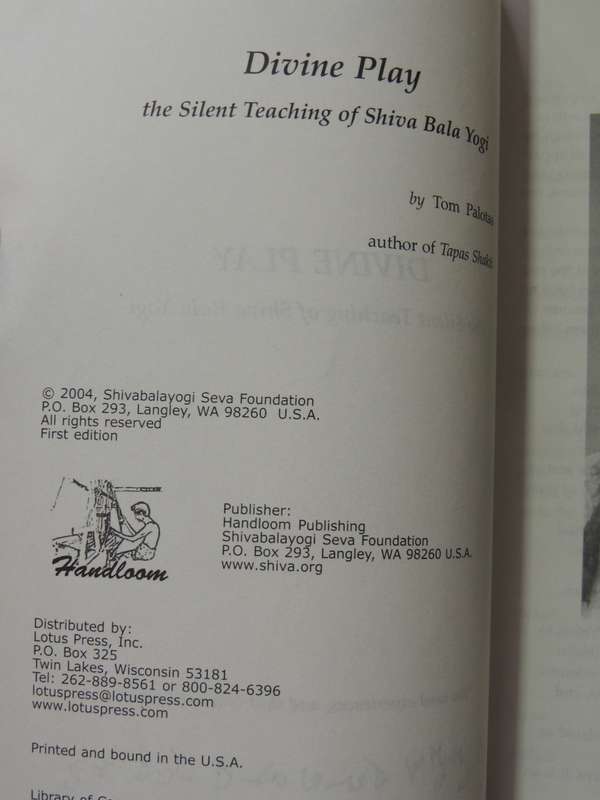 Divine Play
the Silent Teaching of Shiva Bala Yogi
by Tom Palotas
author of Tapas Shakti
© 2004, Shivabalayogi Seva Foundation
P.O. Box 293, Langley, WA 98260 U.S.A.
All rights reserved
First edition
Handloom
Publisher:
Handloom Publishing
Shivabalayogi Seva Foundation
P.O. Box 293, Langley, WA 98260 U.S.A.
www.shiva.org
Distributed by:
Lotus Press, Inc.
P.O. Box 325
Twin Lakes, Wisconsin 53181
Tel: 262-889-8561 or 800-824-6396
lotuspress@lotuspress.com
www.lotuspress.com
Printed and bound in the U.S.A.
Library of